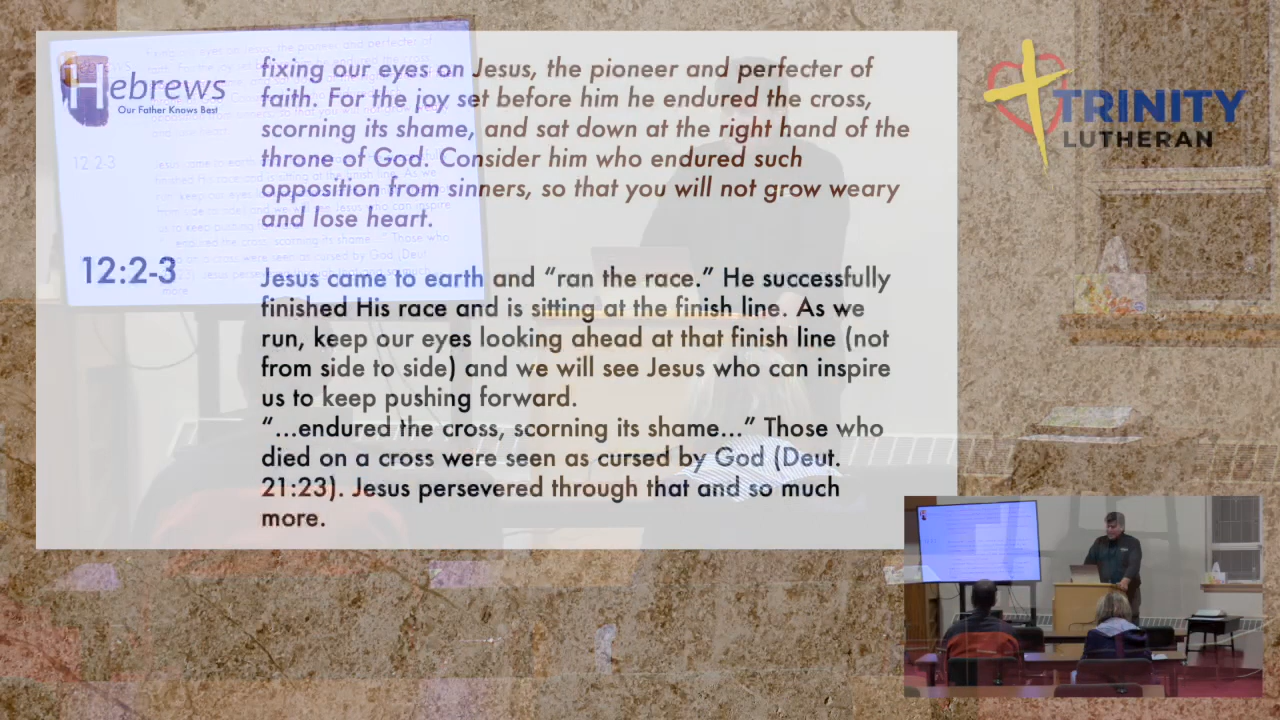 Hebrews
Our Father Knows Best
fixing our eyes on Jesus, the pioneer and perfecter of
faith. For the joy set before him he endured the cross,
scorning its shame, and sat down at the right hand of the
throne of God. Consider him who endured such
opposition from sinners, so that you will not grow weary
and lose heart.
12:2-3
Jesus came to earth and “ran the race.” He successfully
finished His race and is sitting at the finish line. As we
run, keep our eyes looking ahead at that finish line (not
from side to side) and we will see Jesus who can inspire
us to keep pushing forward.
“...endured the cross, scorning its shame...” Those who
died on a cross were seen as cursed by God (Deut.
21:23). Jesus persevered through that and so much
more.
TRINITY
LUTHERAN